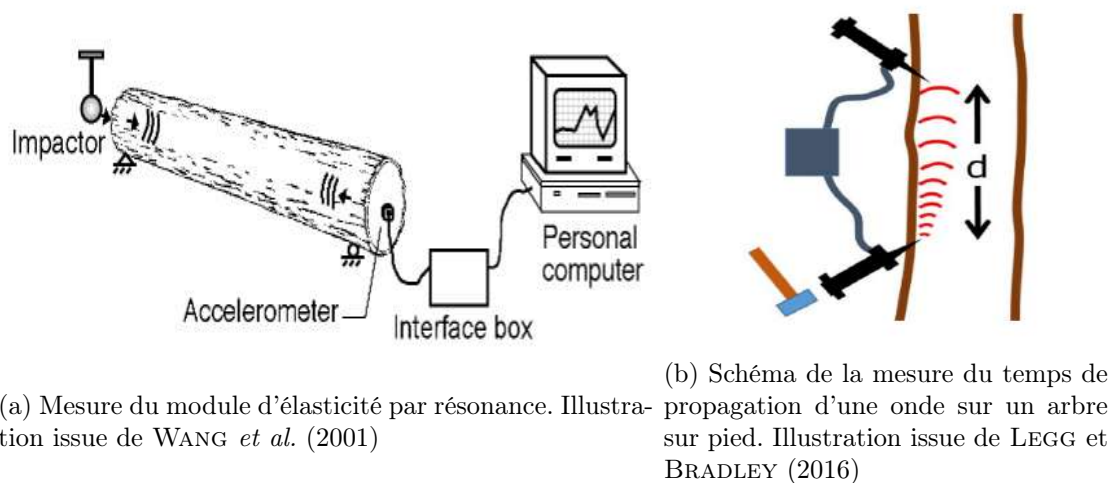 Impactor
Accelerometer
Interface box
Personal
computer
d
(a) Mesure du module d'élasticité par résonance. Illustra-
tion issue de WANG et al. (2001)
(b) Schéma de la mesure du temps de
propagation d'une onde sur un arbre
sur pied. Illustration issue de LEGG et
BRADLEY (2016)